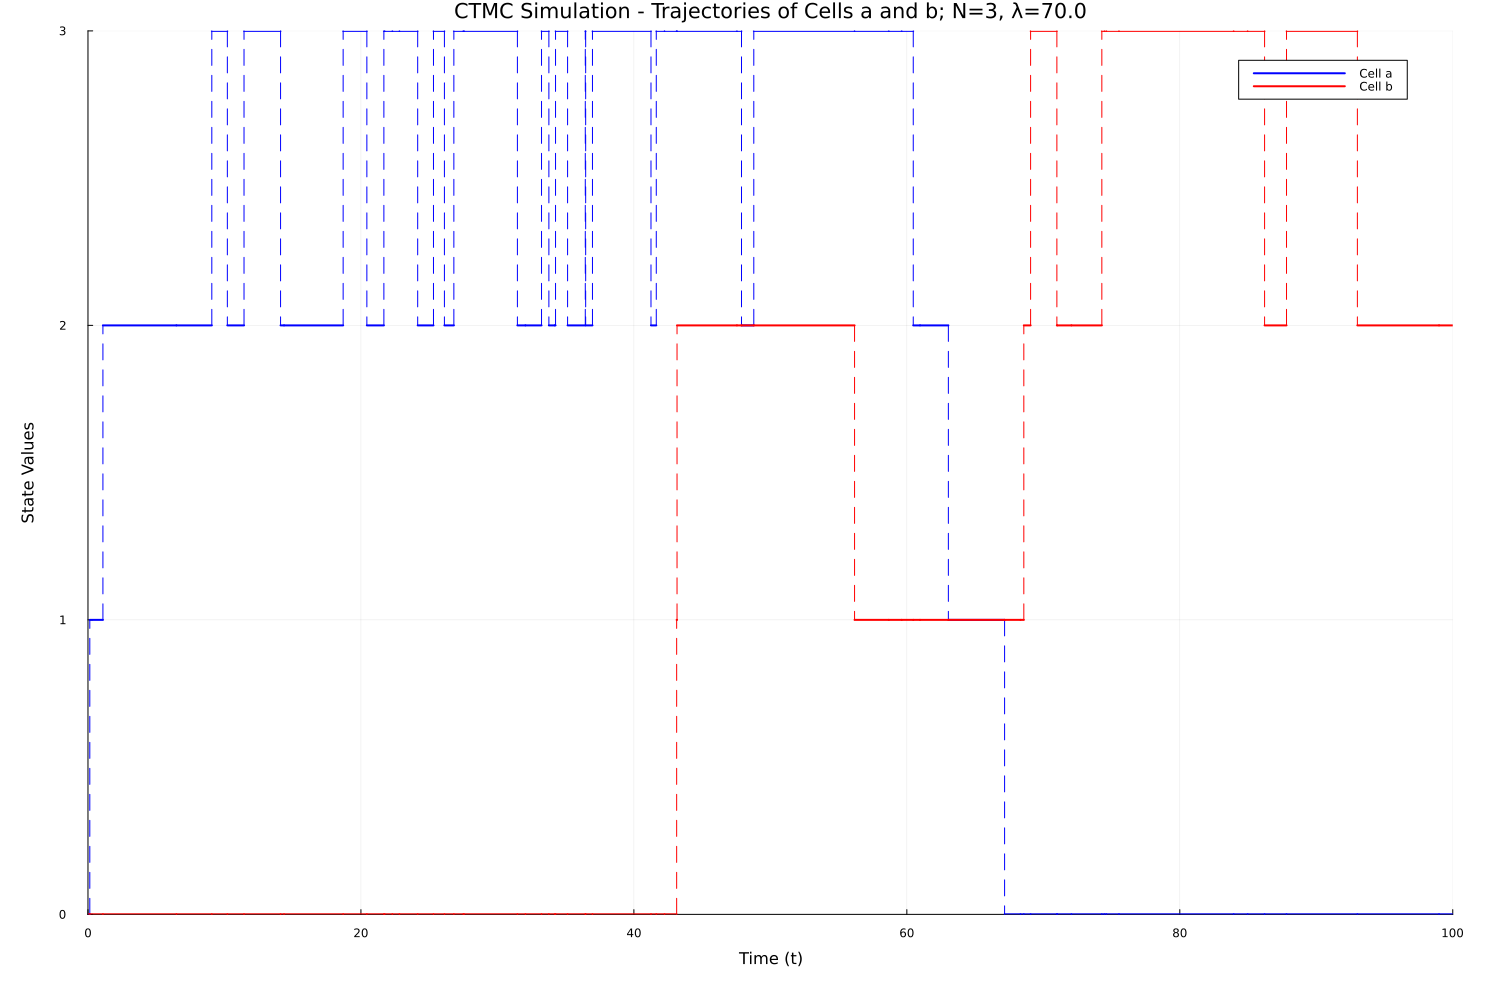 CTMC Simulation - Trajectories of Cells a and b; N=3, λ=70.0
3
Cell a
Cell b
2
State Values
1
0
0 20 40 60 80 100
Time (t)